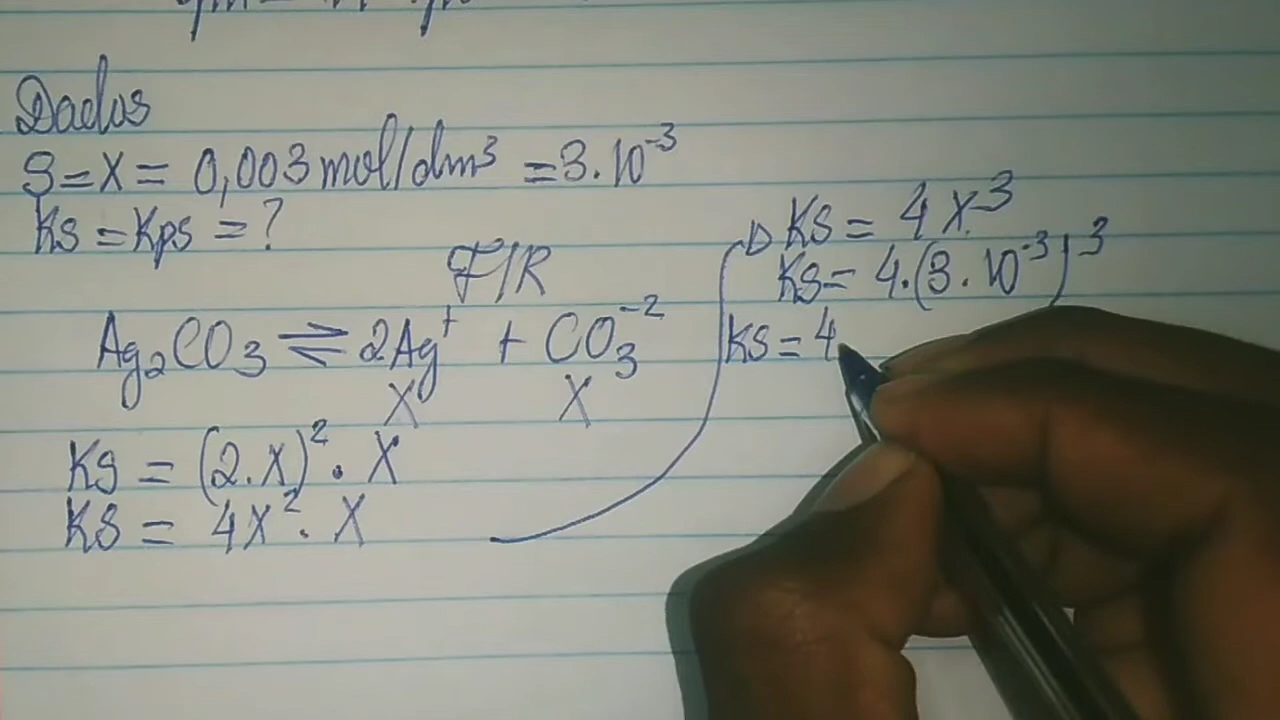 Dados
S = X = 0,003 mol/dm³ = 3.10⁻³
Ks = Kps = ?
F/R
Ag₂CO₃ ⇌ 2Ag⁺ + CO₃⁻²
X X
Ks = (2.X)² . X
Ks = 4X² . X
Ks = 4X³
Ks = 4.(3.10⁻³)³
Ks = 4